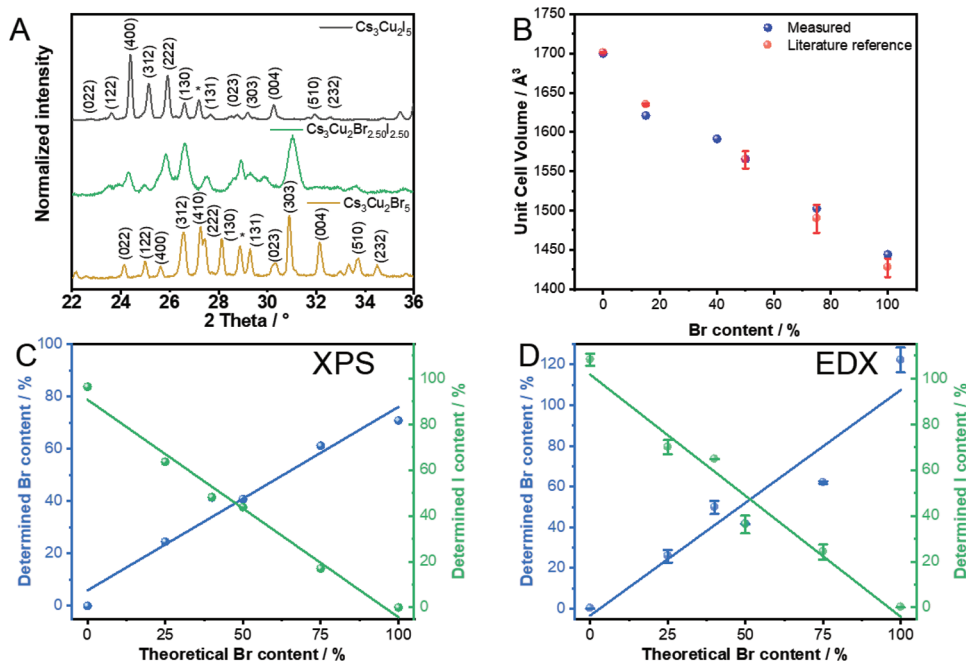 A
Normalized intensity
Cs3Cu2I5
(022)
(122)
(400)
(312)
(222)
(130)
*
(131)
(023)
(303)
(004)
(510)
(232)
Cs3Cu2Br2.50I2.50
Cs3Cu2Br5
(022)
(122)
(400)
(312)
(410)
(222)
(130)
*
(131)
(023)
(303)
(004)
(510)
(232)
22 24 26 28 30 32 34 36
2 Theta / °
B
Measured
Literature reference
Unit Cell Volume / Å³
1750
1700
1650
1600
1550
1500
1450
1400
0 20 40 60 80 100
Br content / %
C
XPS
Determined Br content / %
100
80
60
40
20
0
Determined I content / %
100
80
60
40
20
0
0 25 50 75 100
Theoretical Br content / %
D
EDX
Determined Br content / %
120
100
80
60
40
20
0
Determined I content / %
100
80
60
40
20
0
0 25 50 75 100
Theoretical Br content / %